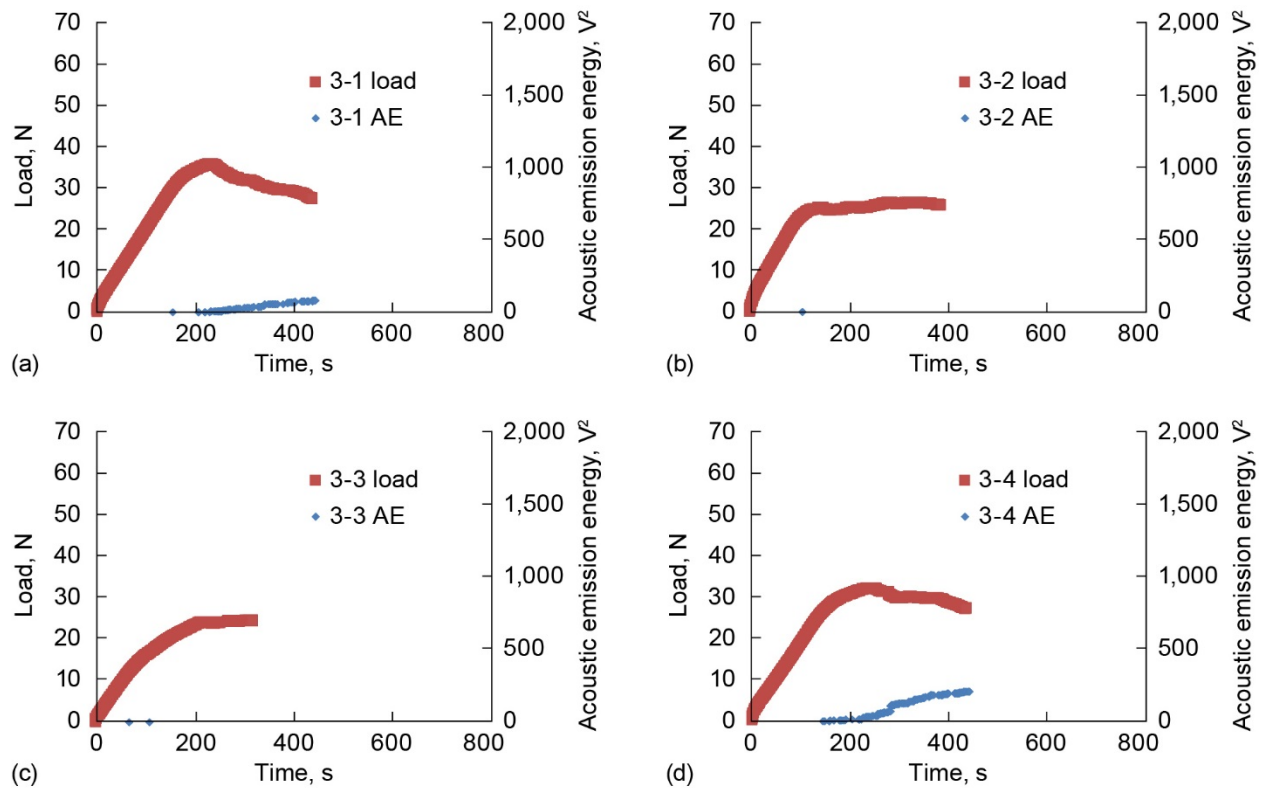 70
60
50
40
30
20
10
0
Load, N
2,000
1,500
1,000
500
0
Acoustic emission energy, V²
3-1 load
3-1 AE
0 200 400 600 800
Time, s
(a)
70
60
50
40
30
20
10
0
Load, N
2,000
1,500
1,000
500
0
Acoustic emission energy, V²
3-2 load
3-2 AE
0 200 400 600 800
Time, s
(b)
70
60
50
40
30
20
10
0
Load, N
2,000
1,500
1,000
500
0
Acoustic emission energy, V²
3-3 load
3-3 AE
0 200 400 600 800
Time, s
(c)
70
60
50
40
30
20
10
0
Load, N
2,000
1,500
1,000
500
0
Acoustic emission energy, V²
3-4 load
3-4 AE
0 200 400 600 800
Time, s
(d)